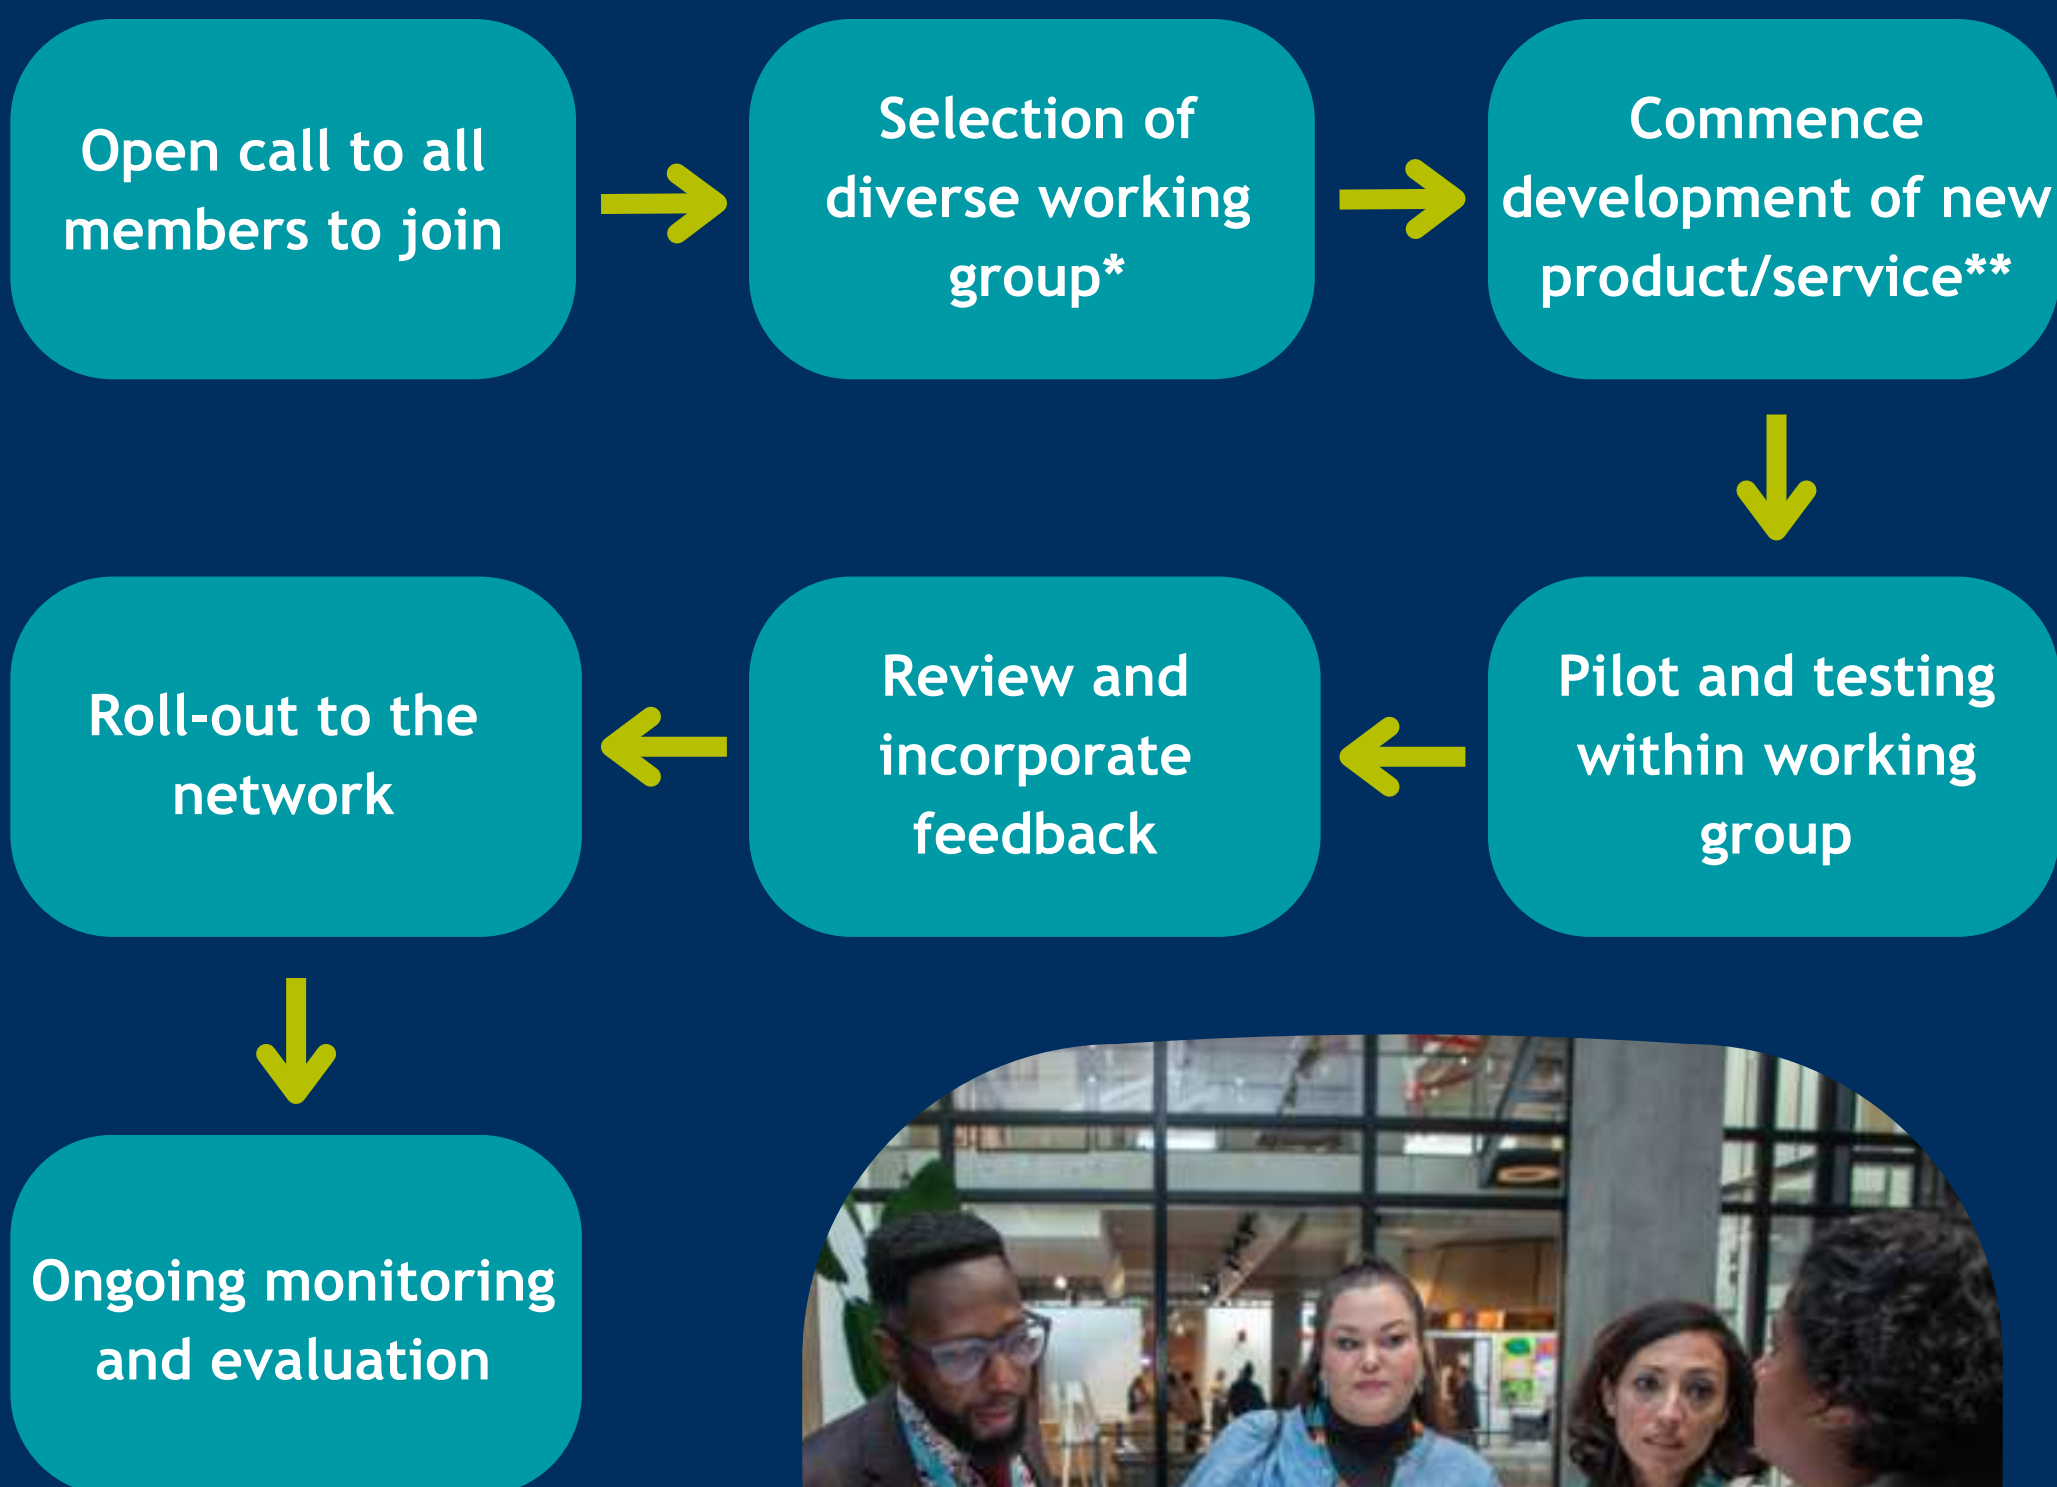 Open call to all
members to join
Selection of
diverse working
group*
Commence
development of new
product/service**
Pilot and testing
within working
group
Review and
incorporate
feedback
Roll-out to the
network
Ongoing monitoring
and evaluation